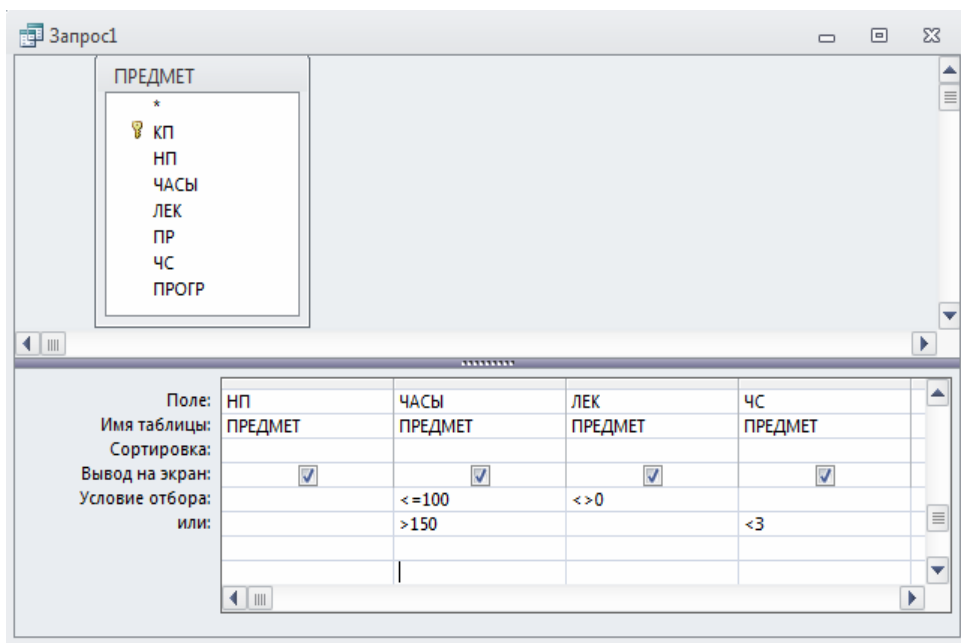 Запрос1
ПРЕДМЕТ
*
КП
НП
ЧАСЫ
ЛЕК
ПР
ЧС
ПРОГР
Поле: НП ЧАСЫ ЛЕК ЧС
Имя таблицы: ПРЕДМЕТ ПРЕДМЕТ ПРЕДМЕТ ПРЕДМЕТ
Сортировка:
Вывод на экран:
Условие отбора: <=100 <>0
или: >150 <3